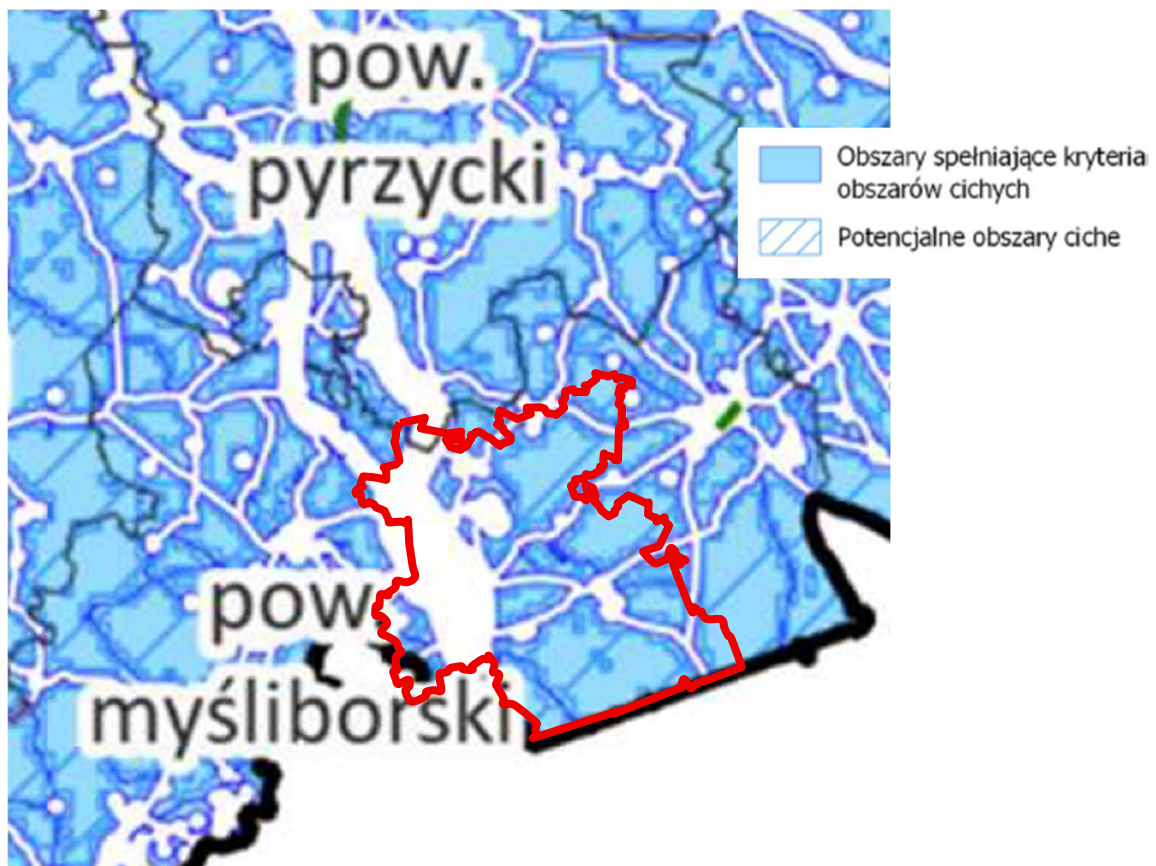 pow.
pyrzycki
Obszary spełniające kryteria
obszarów cichych
Potencjalne obszary ciche
pow.
myśliborski